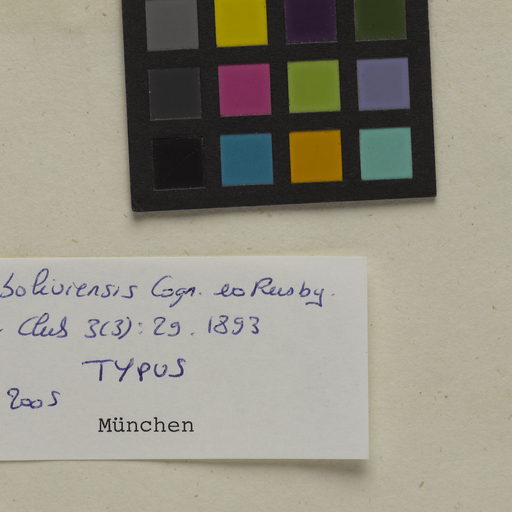 boliviensis Cogn. ex Rusby.
Club 3(3): 29. 1893
TYPUS
2005
München